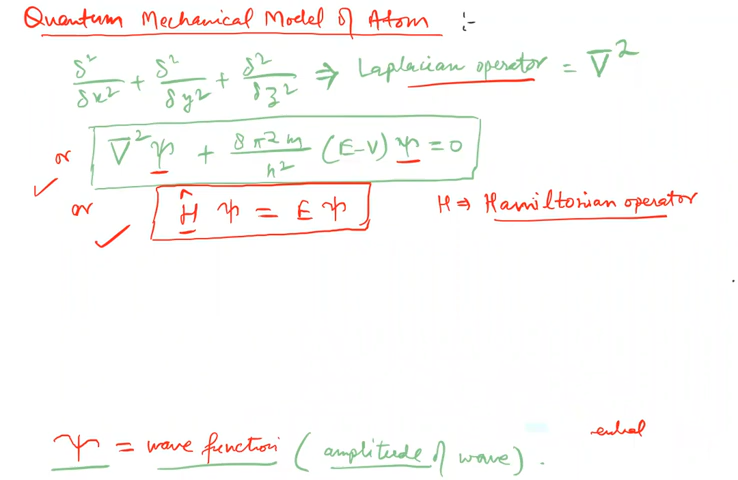 Quantum Mechanical Model of Atom :-
δ²/δx² + δ²/δy² + δ²/δz² ⇒ Laplacian operator = ∇²
or ∇²ψ + 8π²m/h² (E-V) ψ = 0
or Ĥ ψ = E ψ H ⇒ Hamiltonian operator
ψ = wave function (amplitude of wave).